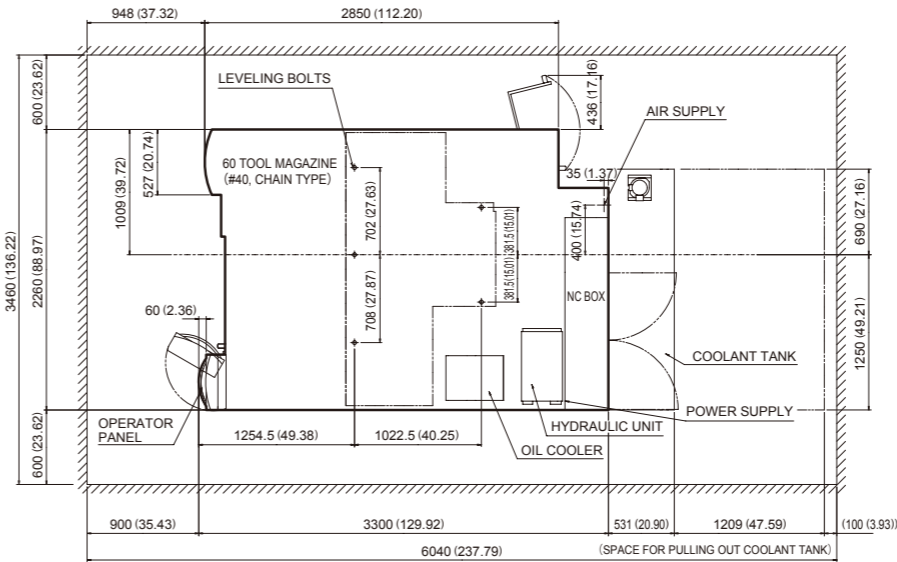 948 (37.32)
2850 (112.20)
600 (23.62)
LEVELING BOLTS
436 (17.16)
AIR SUPPLY
527 (20.74)
1009 (39.72)
60 TOOL MAGAZINE
(#40, CHAIN TYPE)
35 (1.37)
702 (27.63)
381.5(15.01)
400 (15.74)
690 (27.16)
3460 (136.22)
2260 (88.97)
708 (27.87)
381.5(15.01)
NC BOX
60 (2.36)
1250 (49.21)
COOLANT TANK
OPERATOR
PANEL
600 (23.62)
1254.5 (49.38)
1022.5 (40.25)
POWER SUPPLY
HYDRAULIC UNIT
OIL COOLER
900 (35.43)
3300 (129.92)
531 (20.90)
1209 (47.59)
(100 (3.93))
6040 (237.79)
(SPACE FOR PULLING OUT COOLANT TANK)